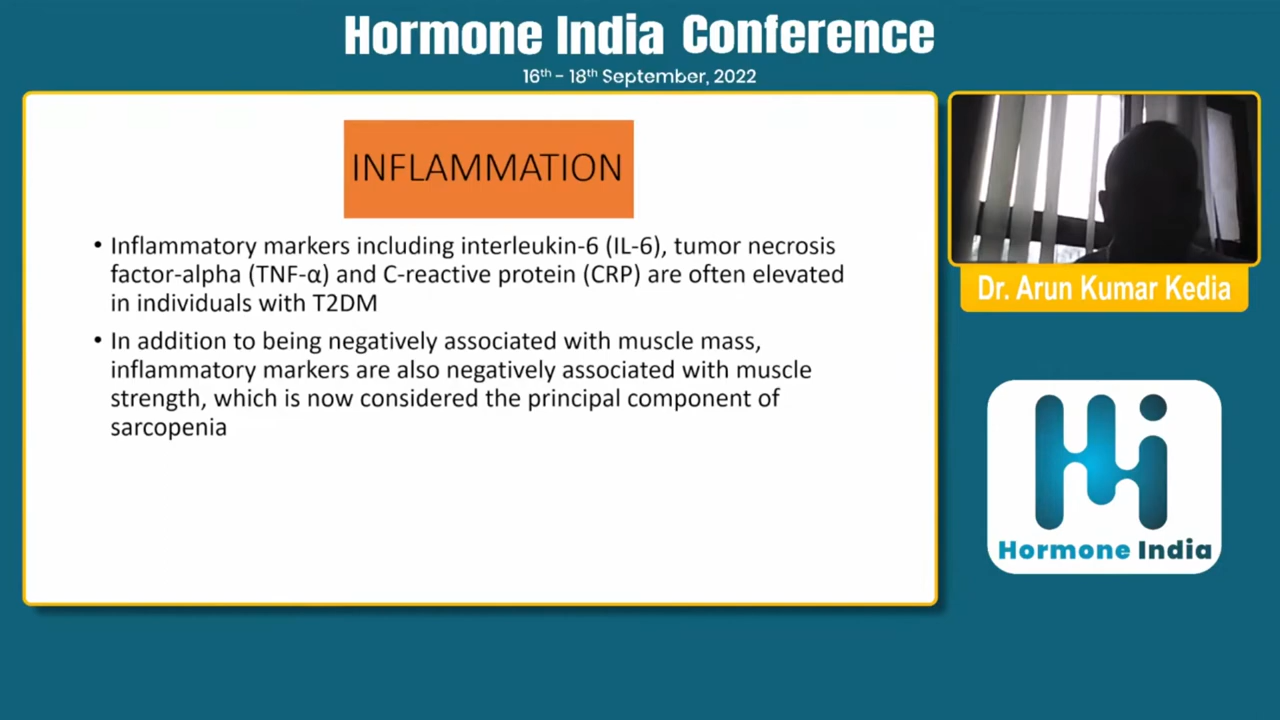 Hormone India Conference
16th - 18th September, 2022
INFLAMMATION
• Inflammatory markers including interleukin-6 (IL-6), tumor necrosis
factor-alpha (TNF-α) and C-reactive protein (CRP) are often elevated
in individuals with T2DM
• In addition to being negatively associated with muscle mass,
inflammatory markers are also negatively associated with muscle
strength, which is now considered the principal component of
sarcopenia
Dr. Arun Kumar Kedia
Hi
Hormone India